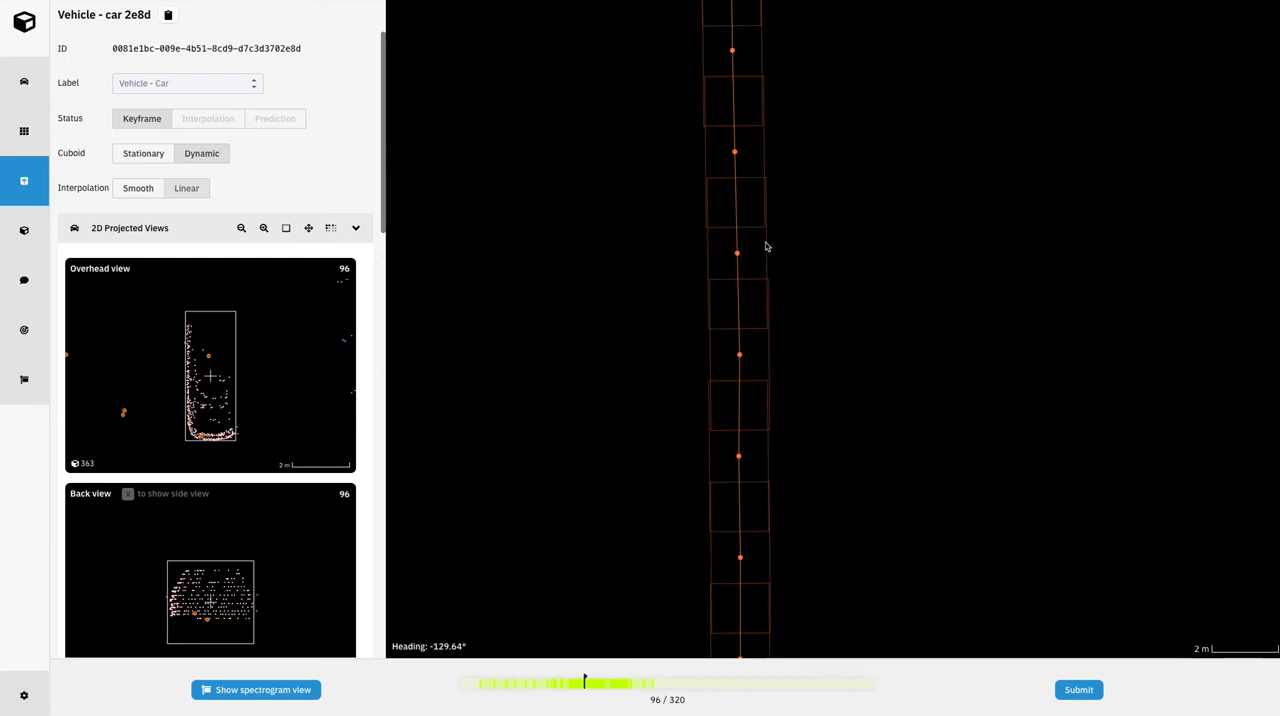 Vehicle - car 2e8d
ID 0081e1bc-009e-4b51-8cd9-d7c3d3702e8d
Label Vehicle - Car
Status Keyframe Interpolation Prediction
Cuboid Stationary Dynamic
Interpolation Smooth Linear
2D Projected Views
Overhead view 96
363 2 m
Back view V to show side view 96
Heading: -129.64° 2 m
Show spectrogram view Submit
96 / 320